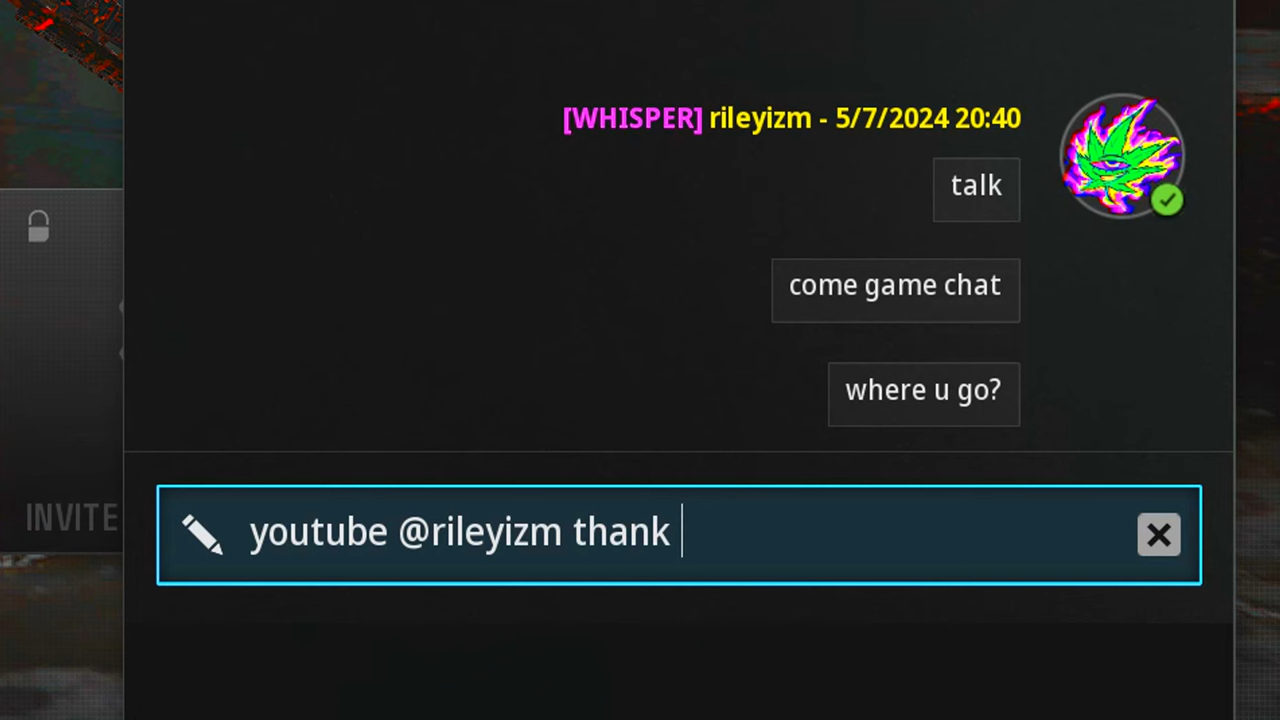 [WHISPER] rileyizm - 5/7/2024 20:40
talk
come game chat
where u go?
INVITE
youtube @rileyizm thank